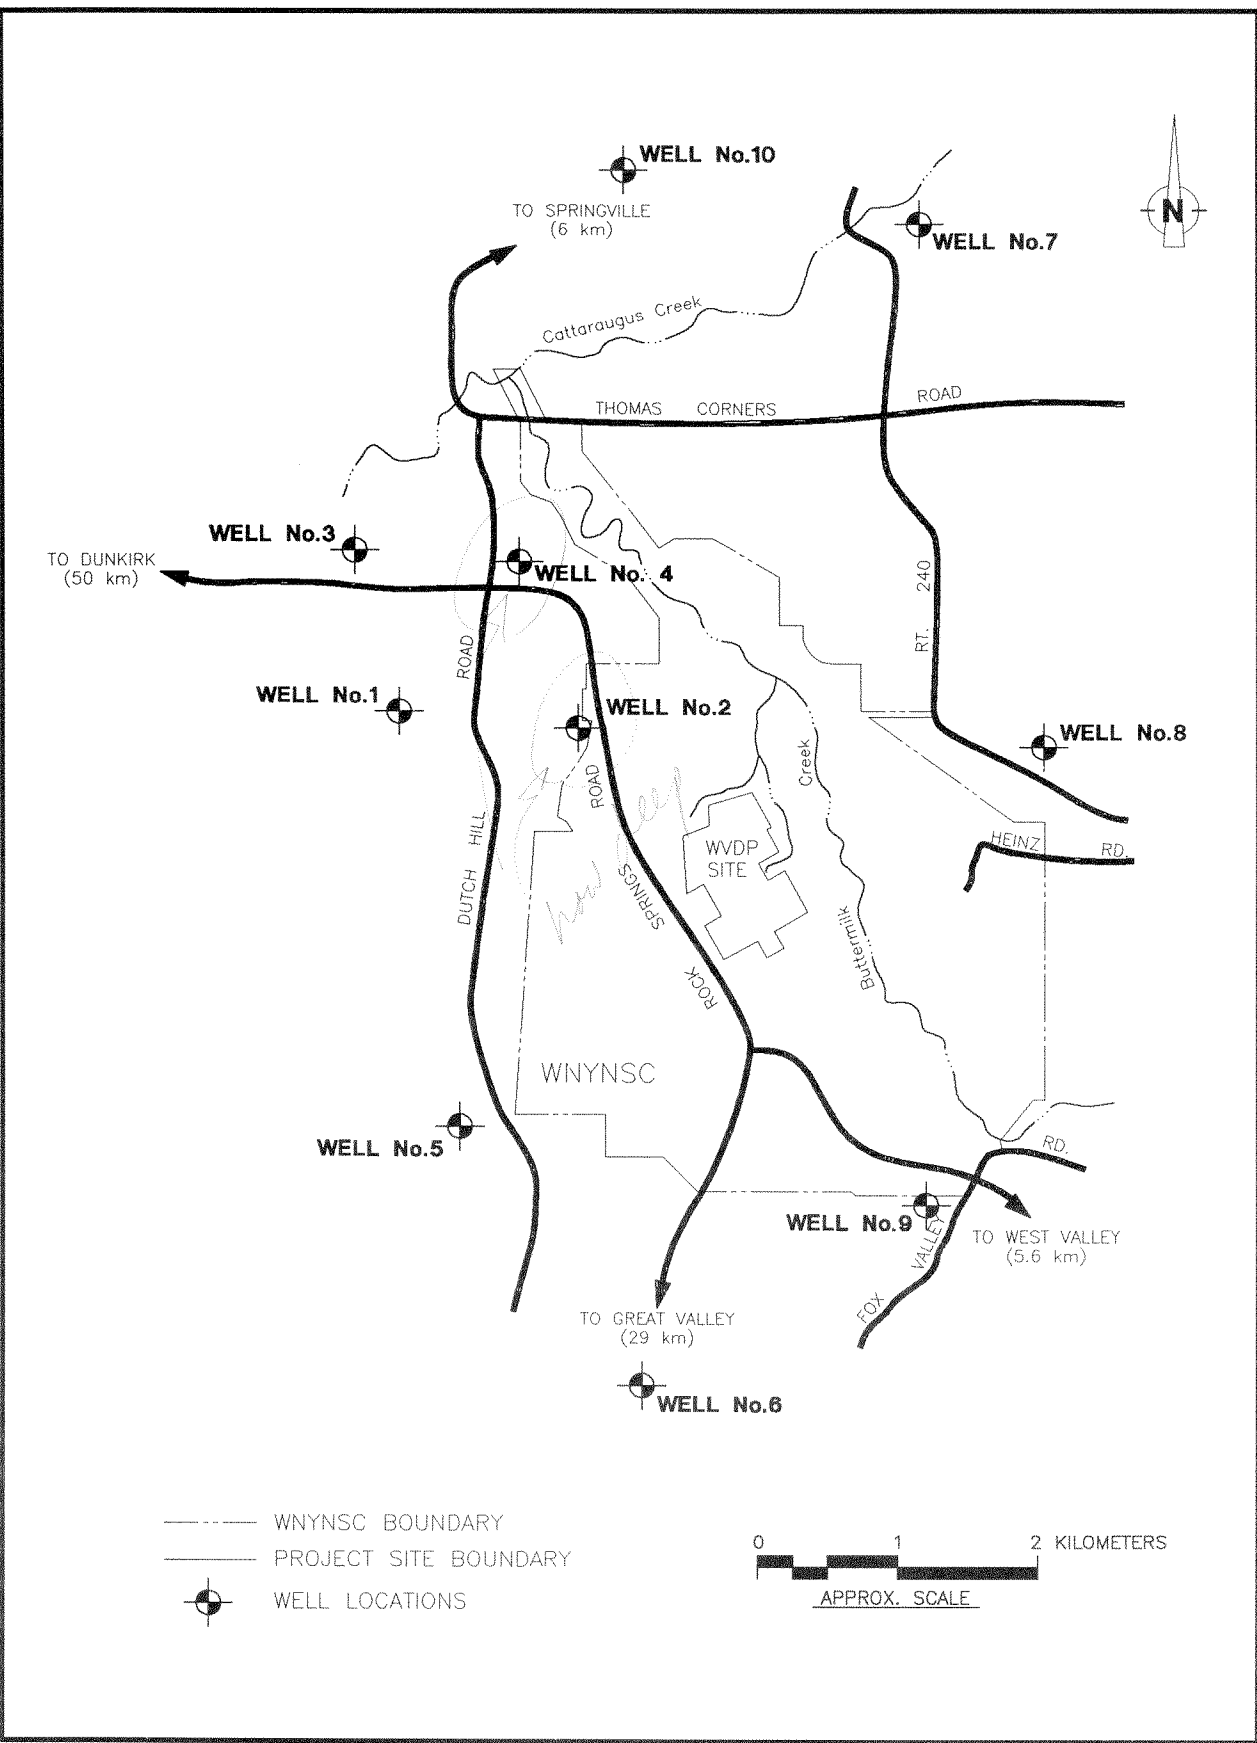 WELL No.10
TO SPRINGVILLE
(6 km)
N
WELL No.7
Cattaraugus Creek
THOMAS CORNERS ROAD
WELL No.3
TO DUNKIRK
(50 km)
WELL No. 4
RT. 240
ROAD
WELL No.1
WELL No.2
WELL No.8
Creek
ROAD
DUTCH HILL
how deep
WVDP
SITE
HEINZ RD.
SPRINGS
Buttermilk
ROCK
WNYNSC
WELL No.5
RD.
WELL No.9
VALLEY
TO WEST VALLEY
(5.6 km)
FOX
TO GREAT VALLEY
(29 km)
WELL No.6
WNYNSC BOUNDARY
PROJECT SITE BOUNDARY
WELL LOCATIONS
0 1 2 KILOMETERS
APPROX. SCALE